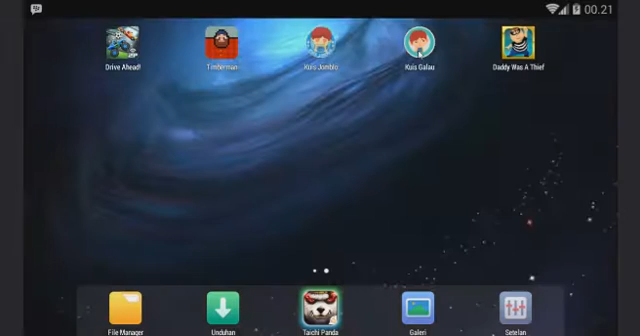 00.21
Drive Ahead!
Timberman
Kuis Jomblo
Kuis Galau
Daddy Was A Thief
File Manager
Unduhan
Taichi Panda
Galeri
Setelan